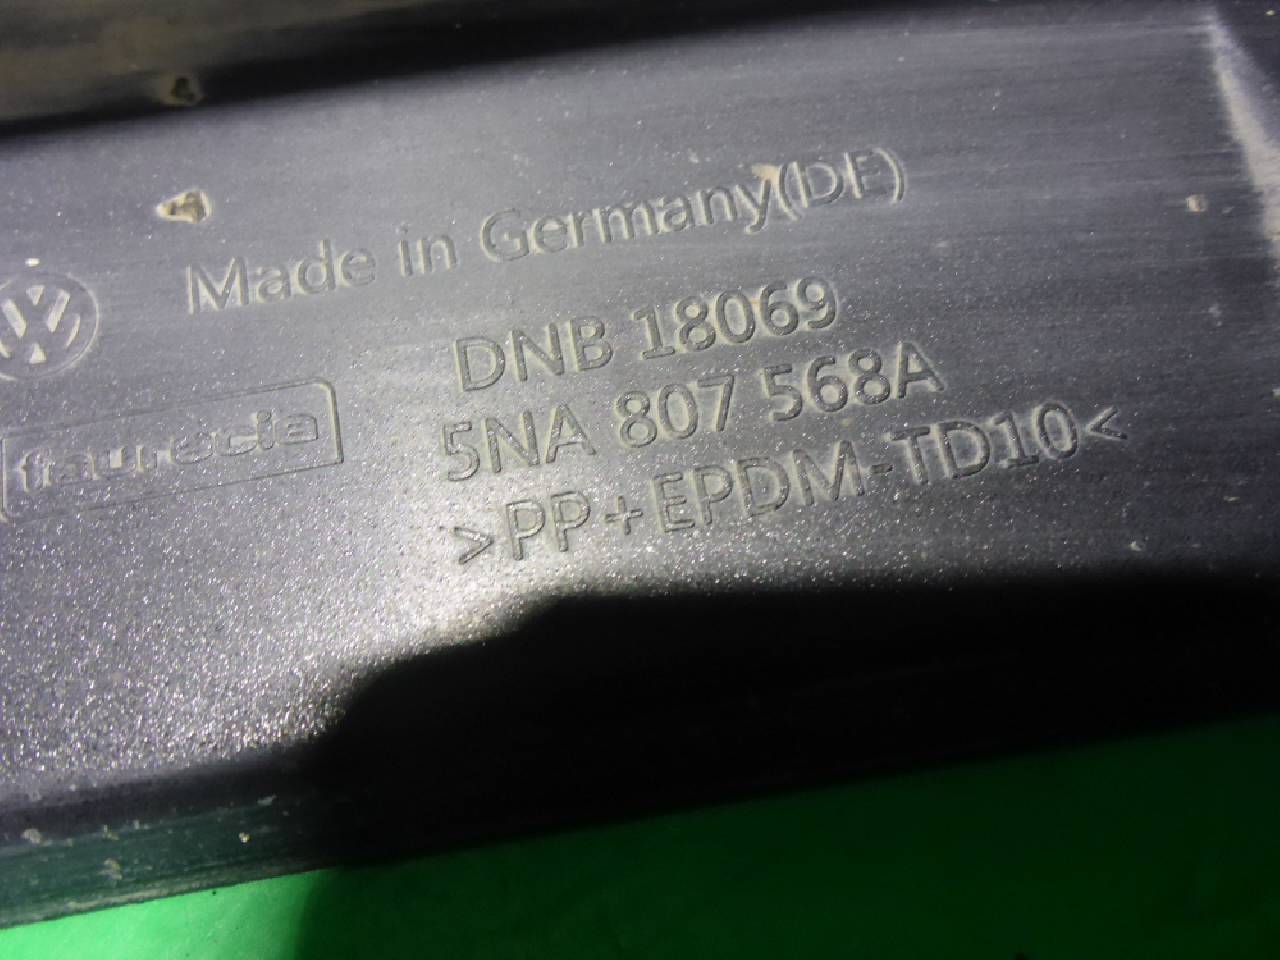 Made in Germany(DE)
DNB 18069
faurecia
5NA 807 568A
>PP+EPDM-TD10<